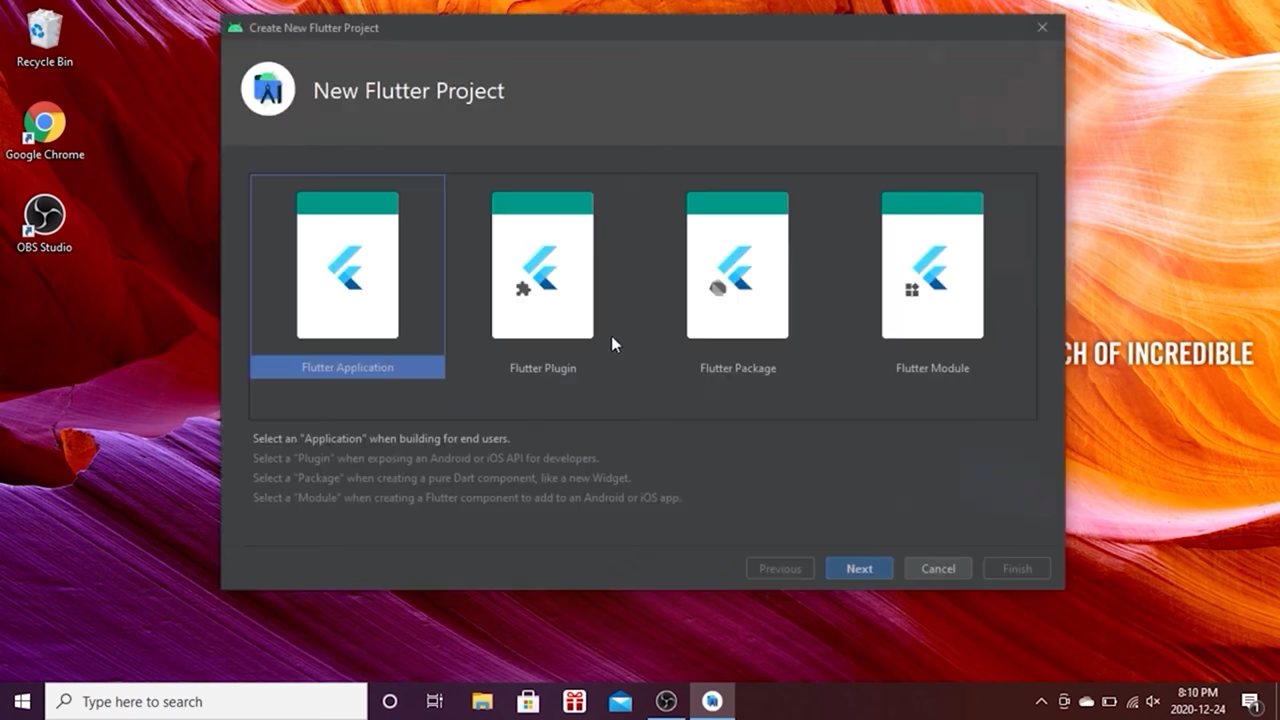 Recycle Bin
Google Chrome
OBS Studio
Create New Flutter Project
New Flutter Project
Flutter Application
Flutter Plugin
Flutter Package
Flutter Module
Select an "Application" when building for end users.
Select a "Plugin" when exposing an Android or iOS API for developers.
Select a "Package" when creating a pure Dart component, like a new Widget.
Select a "Module" when creating a Flutter component to add to an Android or iOS app.
Previous
Next
Cancel
Finish
CH OF INCREDIBLE
Type here to search
8:10 PM
2020-12-24
1